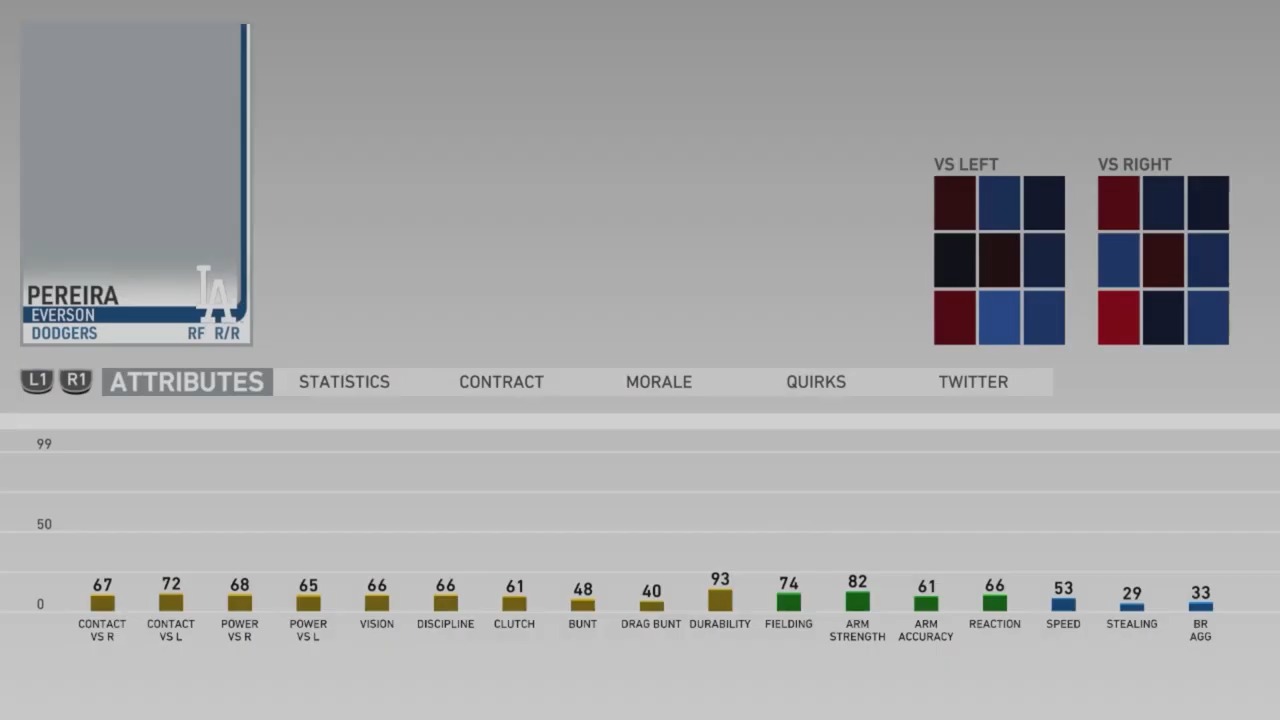 PEREIRA
EVERSON
DODGERS RF R/R
LA
VS LEFT
VS RIGHT
L1 R1 ATTRIBUTES STATISTICS CONTRACT MORALE QUIRKS TWITTER
99
50
0
67 72 68 65 66 66 61 48 40 93 74 82 61 66 53 29 33
CONTACT VS R
CONTACT VS L
POWER VS R
POWER VS L
VISION
DISCIPLINE
CLUTCH
BUNT
DRAG BUNT
DURABILITY
FIELDING
ARM STRENGTH
ARM ACCURACY
REACTION
SPEED
STEALING
BR AGG